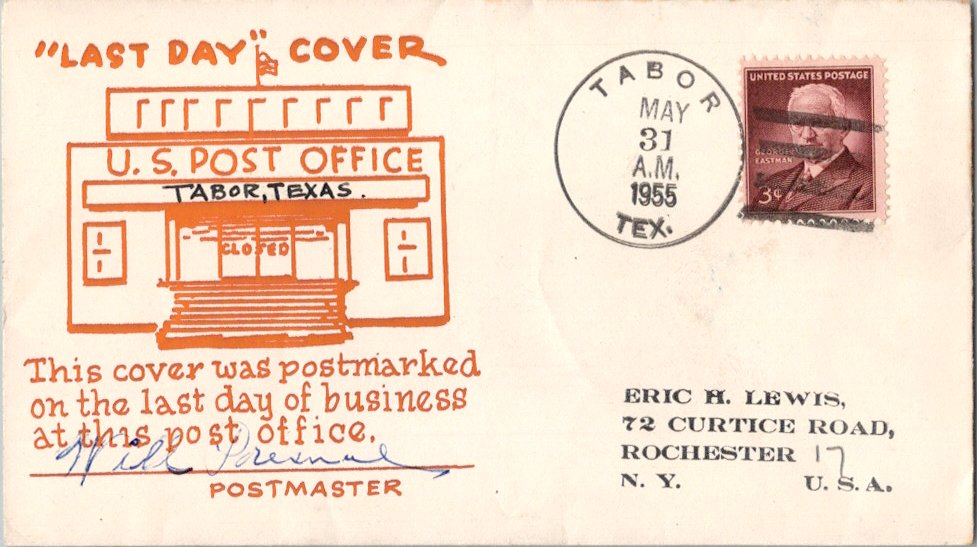 "LAST DAY" COVER
U.S. POST OFFICE
TABOR, TEXAS.
CLOSED
This cover was postmarked
on the last day of business
at this post office.
Will
POSTMASTER
TABOR
MAY
31
A.M.
1955
TEX.
UNITED STATES POSTAGE
GEORGE
EASTMAN
3¢
ERIC H. LEWIS,
72 CURTICE ROAD,
ROCHESTER 17
N. Y. U. S. A.